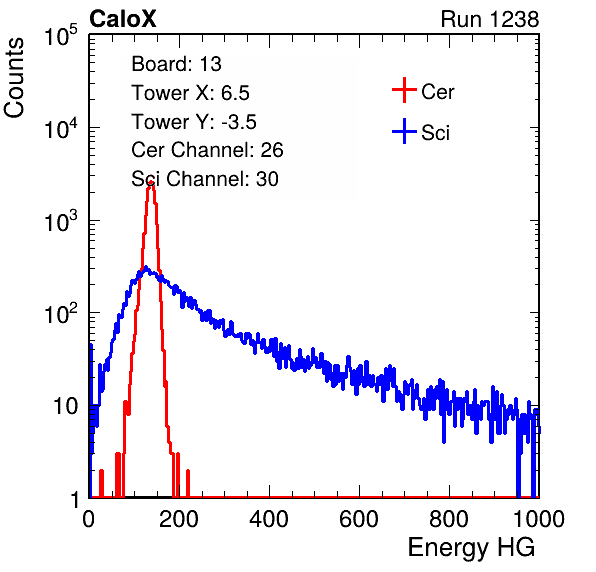 CaloX Run 1238
Counts
10^5
10^4
10^3
10^2
10
1
Board: 13
Tower X: 6.5
Tower Y: -3.5
Cer Channel: 26
Sci Channel: 30
Cer
Sci
0 200 400 600 800 1000
Energy HG